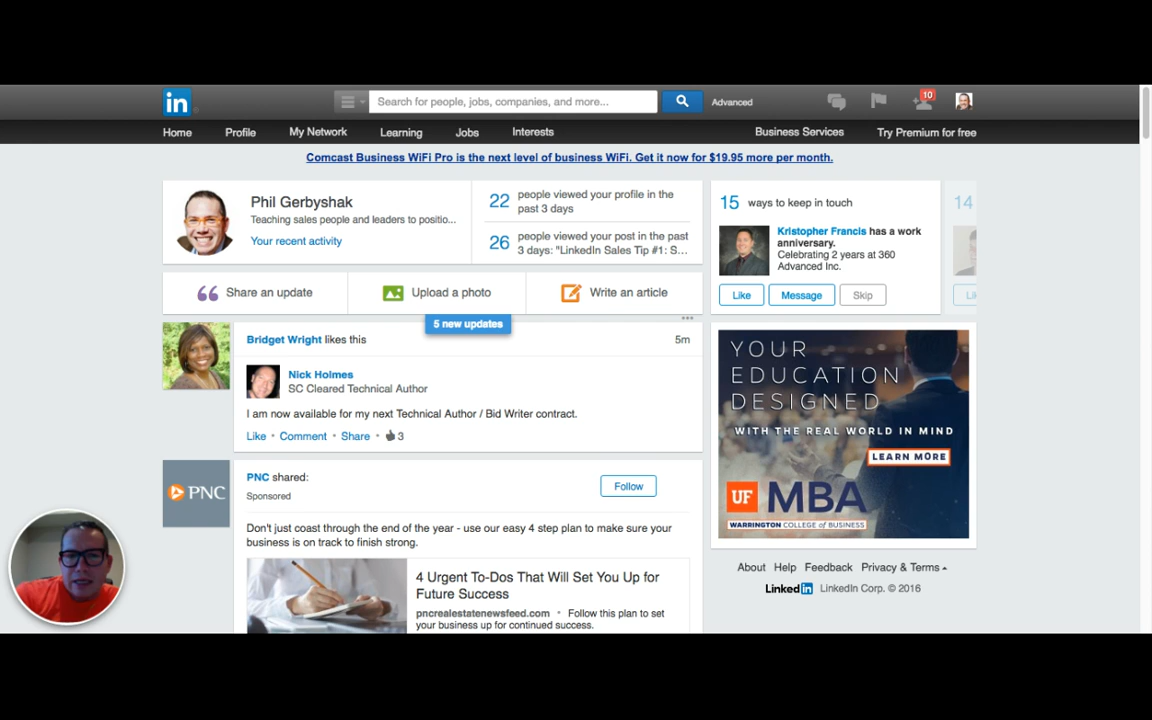 in
Search for people, jobs, companies, and more...
Advanced
10
Home
Profile
My Network
Learning
Jobs
Interests
Business Services
Try Premium for free
Comcast Business WiFi Pro is the next level of business WiFi. Get it now for $19.95 more per month.
Phil Gerbyshak
Teaching sales people and leaders to positio...
Your recent activity
22 people viewed your profile in the
past 3 days
26 people viewed your post in the past
3 days: "LinkedIn Sales Tip #1: S...
15 ways to keep in touch
14
Kristopher Francis has a work
anniversary.
Celebrating 2 years at 360
Advanced Inc.
Like
Message
Skip
Lik
Share an update
Upload a photo
Write an article
5 new updates
Bridget Wright likes this
5m
Nick Holmes
SC Cleared Technical Author
I am now available for my next Technical Author / Bid Writer contract.
Like • Comment • Share • 3
PNC
PNC shared:
Sponsored
Follow
Don't just coast through the end of the year - use our easy 4 step plan to make sure your
business is on track to finish strong.
4 Urgent To-Dos That Will Set You Up for
Future Success
pncrealestatenewsfeed.com • Follow this plan to set
your business up for continued success.
YOUR
EDUCATION
DESIGNED
WITH THE REAL WORLD IN MIND
LEARN MORE
UF MBA
WARRINGTON COLLEGE of BUSINESS
About Help Feedback Privacy & Terms
LinkedIn LinkedIn Corp. © 2016